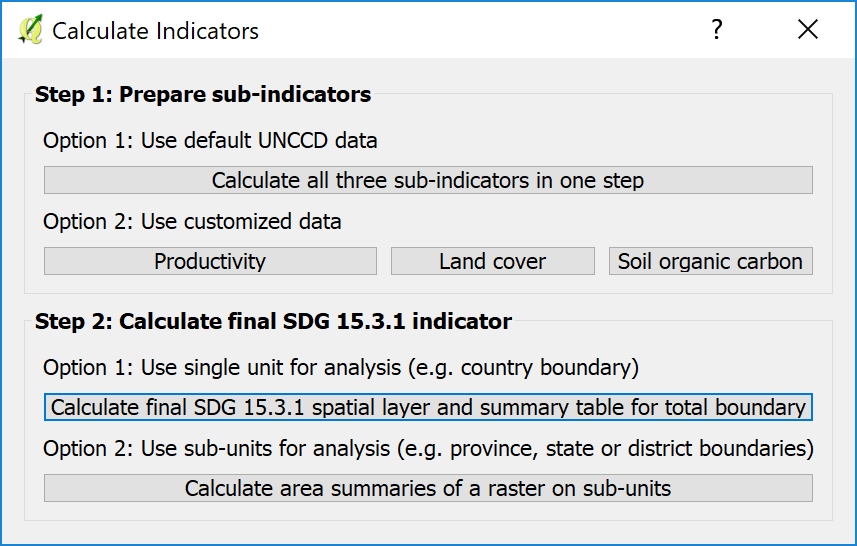 Calculate Indicators
?
Step 1: Prepare sub-indicators
Option 1: Use default UNCCD data
Calculate all three sub-indicators in one step
Option 2: Use customized data
Productivity
Land cover
Soil organic carbon
Step 2: Calculate final SDG 15.3.1 indicator
Option 1: Use single unit for analysis (e.g. country boundary)
Calculate final SDG 15.3.1 spatial layer and summary table for total boundary
Option 2: Use sub-units for analysis (e.g. province, state or district boundaries)
Calculate area summaries of a raster on sub-units